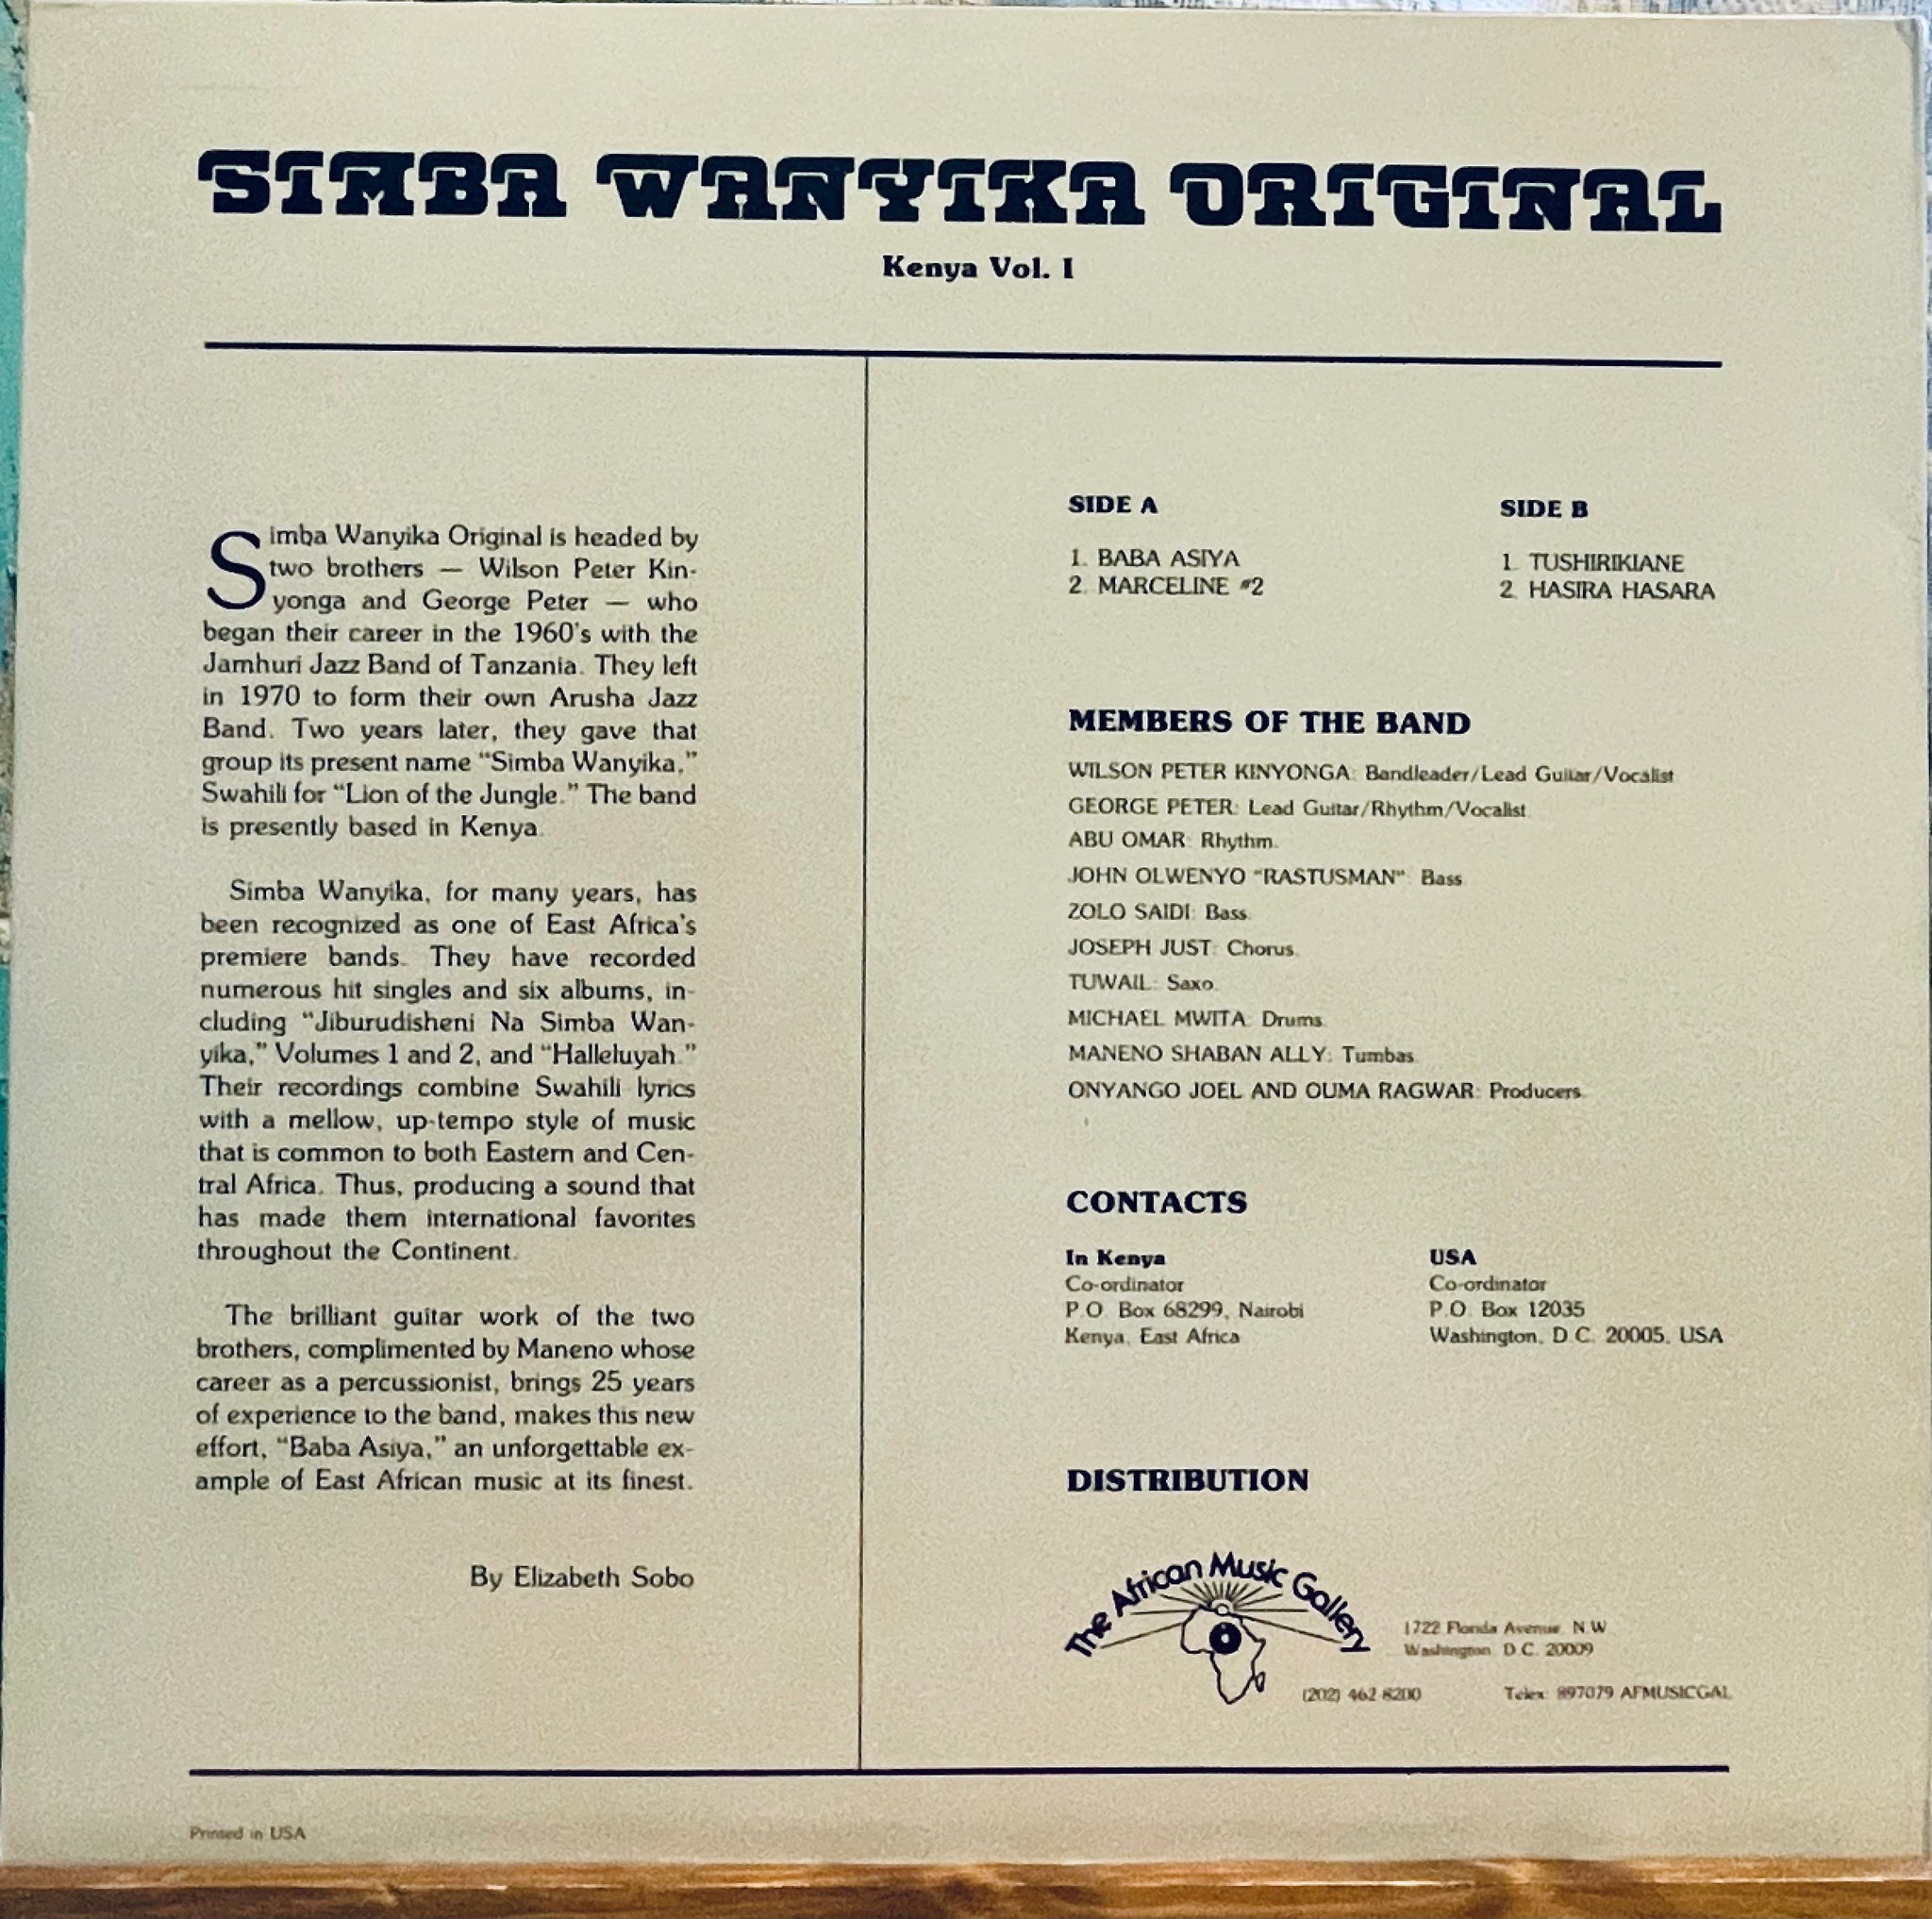 SIMBA WANYIKA ORIGINAL
Kenya Vol. I
Simba Wanyika Original is headed by
two brothers — Wilson Peter Kin-
yonga and George Peter — who
began their career in the 1960's with the
Jamhuri Jazz Band of Tanzania. They left
in 1970 to form their own Arusha Jazz
Band. Two years later, they gave that
group its present name “Simba Wanyika,”
Swahili for “Lion of the Jungle.” The band
is presently based in Kenya.
Simba Wanyika, for many years, has
been recognized as one of East Africa's
premiere bands. They have recorded
numerous hit singles and six albums, in-
cluding “Jiburudisheni Na Simba Wan-
yika,” Volumes 1 and 2, and “Halleluyah.”
Their recordings combine Swahili lyrics
with a mellow, up-tempo style of music
that is common to both Eastern and Cen-
tral Africa. Thus, producing a sound that
has made them international favorites
throughout the Continent.
The brilliant guitar work of the two
brothers, complimented by Maneno whose
career as a percussionist, brings 25 years
of experience to the band, makes this new
effort, “Baba Asiya,” an unforgettable ex-
ample of East African music at its finest.
By Elizabeth Sobo
SIDE A
1. BABA ASIYA
2. MARCELINE #2
SIDE B
1. TUSHIRIKIANE
2. HASIRA HASARA
MEMBERS OF THE BAND
WILSON PETER KINYONGA: Bandleader/Lead Guitar/Vocalist
GEORGE PETER: Lead Guitar/Rhythm/Vocalist.
ABU OMAR: Rhythm.
JOHN OLWENYO “RASTUSMAN”: Bass
ZOLO SAIDI: Bass.
JOSEPH JUST: Chorus.
TUWAIL: Saxo.
MICHAEL MWITA: Drums.
MANENO SHABAN ALLY: Tumbas.
ONYANGO JOEL AND OUMA RAGWAR: Producers.
CONTACTS
In Kenya
Co-ordinator
P.O. Box 68299, Nairobi
Kenya, East Africa
USA
Co-ordinator
P.O. Box 12035
Washington, D.C. 20005, USA
DISTRIBUTION
The African Music Gallery
1722 Florida Avenue, N.W.
Washington, D.C. 20009
(202) 462-8200 Telex: 897079 AFMUSICGAL
Printed in USA